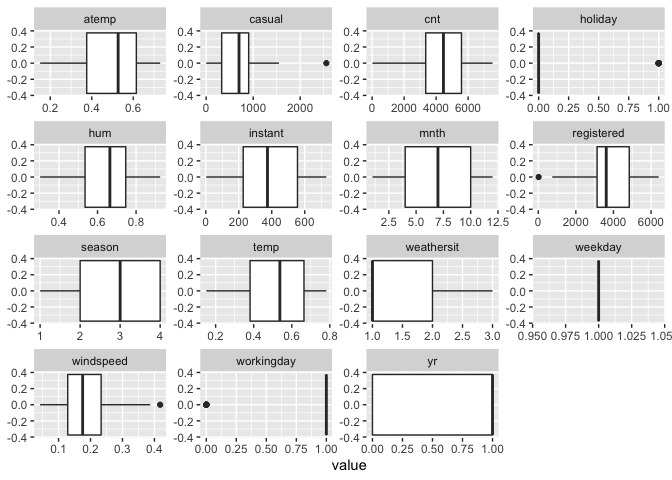 atemp casual cnt holiday
0.4 0.4 0.4 0.4
0.2 0.2 0.2 0.2
0.0 0.0 0.0 0.0
-0.2 -0.2 -0.2 -0.2
-0.4 -0.4 -0.4 -0.4
0.2 0.4 0.6 0 1000 2000 0 2000 4000 6000 0.00 0.25 0.50 0.75 1.00
hum instant mnth registered
0.4 0.4 0.4 0.4
0.2 0.2 0.2 0.2
0.0 0.0 0.0 0.0
-0.2 -0.2 -0.2 -0.2
-0.4 -0.4 -0.4 -0.4
0.4 0.6 0.8 0 200 400 600 2.5 5.0 7.5 10.0 12.5 0 2000 4000 6000
season temp weathersit weekday
0.4 0.4 0.4 0.4
0.2 0.2 0.2 0.2
0.0 0.0 0.0 0.0
-0.2 -0.2 -0.2 -0.2
-0.4 -0.4 -0.4 -0.4
1 2 3 4 0.2 0.4 0.6 0.8 1.0 1.5 2.0 2.5 3.0 0.950 0.975 1.000 1.025 1.05
windspeed workingday yr
0.4 0.4 0.4
0.2 0.2 0.2
0.0 0.0 0.0
-0.2 -0.2 -0.2
-0.4 -0.4 -0.4
0.1 0.2 0.3 0.4 0.00 0.25 0.50 0.75 1.00 0.00 0.25 0.50 0.75 1.00
value